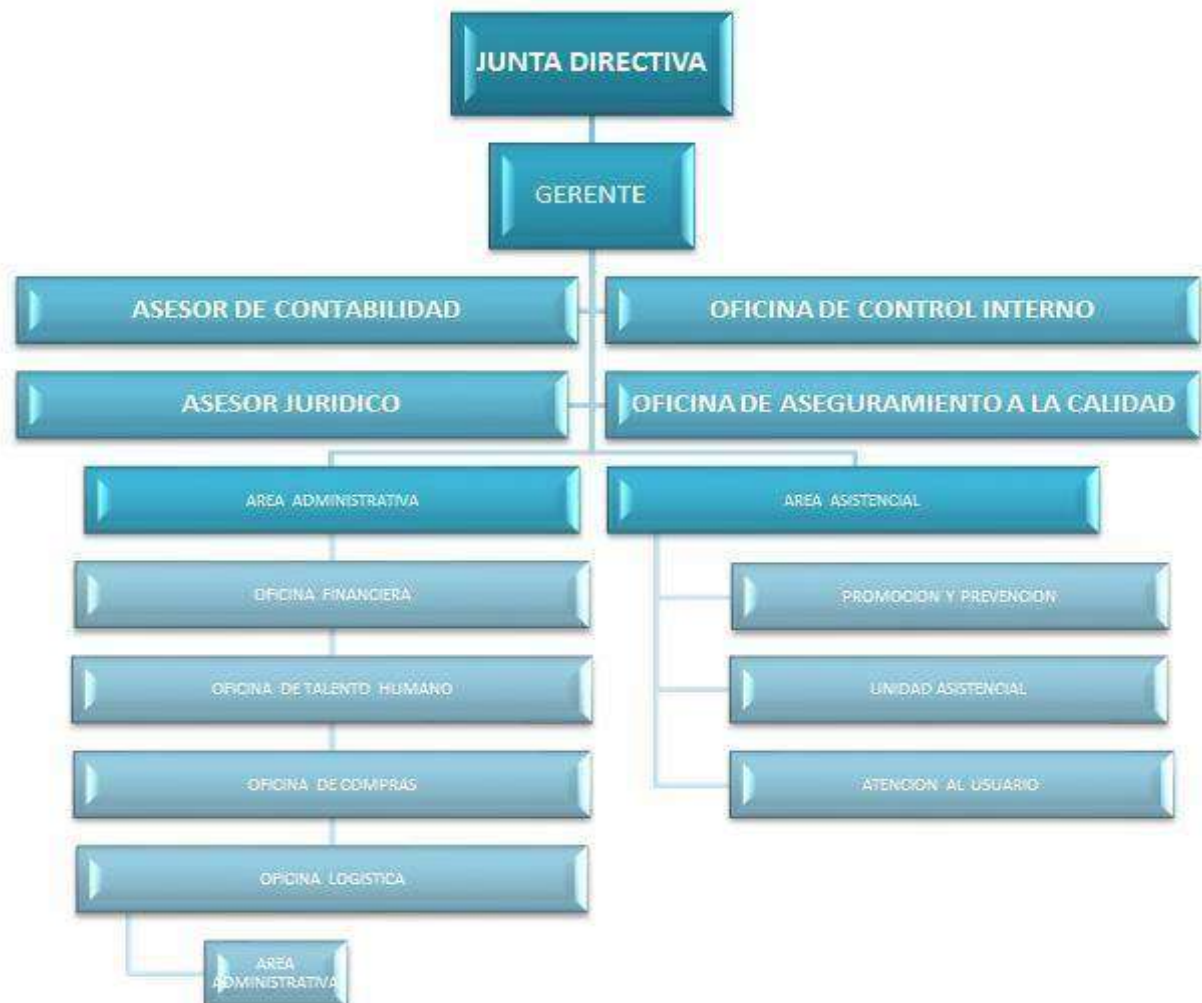 JUNTA DIRECTIVA
GERENTE
ASESOR DE CONTABILIDAD
OFICINA DE CONTROL INTERNO
ASESOR JURIDICO
OFICINA DE ASEGURAMIENTO A LA CALIDAD
AREA ADMINISTRATIVA
AREA ASISTENCIAL
OFICINA FINANCIERA
PROMOCION Y PREVENCION
OFICINA DE TALENTO HUMANO
UNIDAD ASISTENCIAL
OFICINA DE COMPRAS
ATENCION AL USUARIO
OFICINA LOGISTICA
AREA
ADMINISTRATIVA